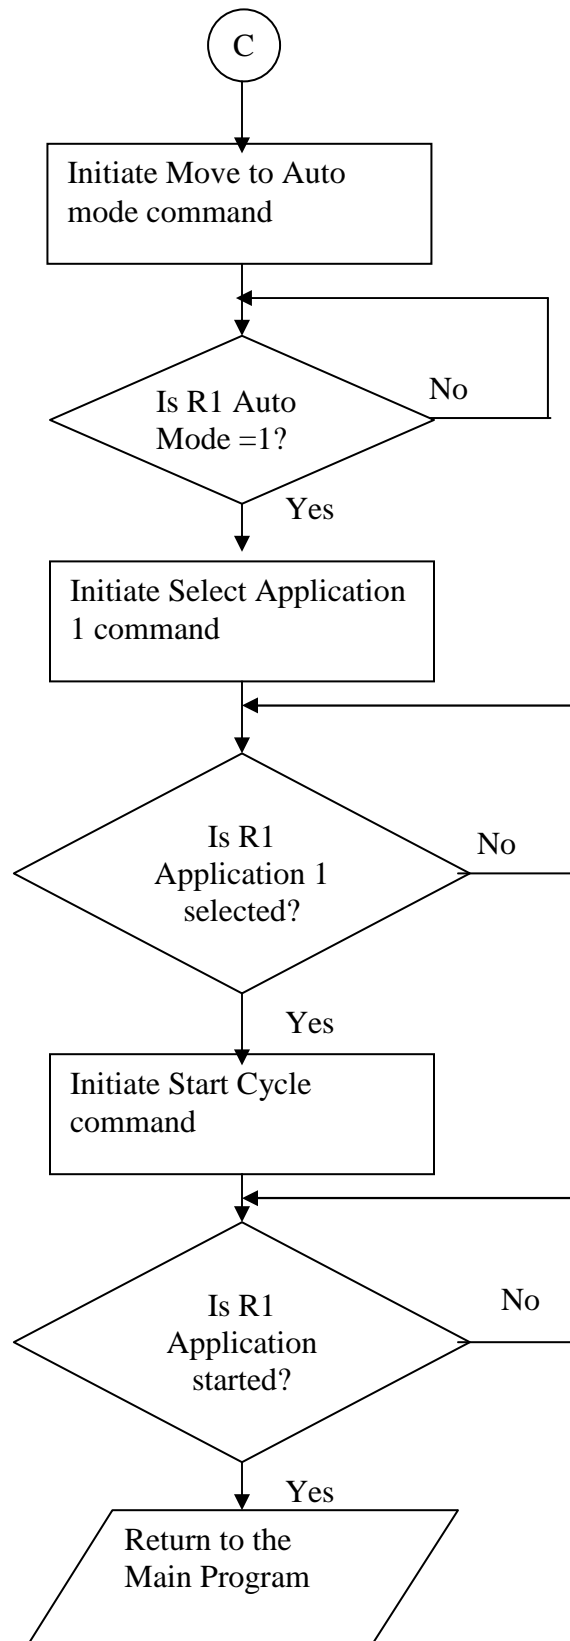 C
Initiate Move to Auto
mode command
No
Is R1 Auto
Mode =1?
Yes
Initiate Select Application
1 command
Is R1
Application 1
selected?
No
Yes
Initiate Start Cycle
command
Is R1
Application
started?
No
Yes
Return to the
Main Program